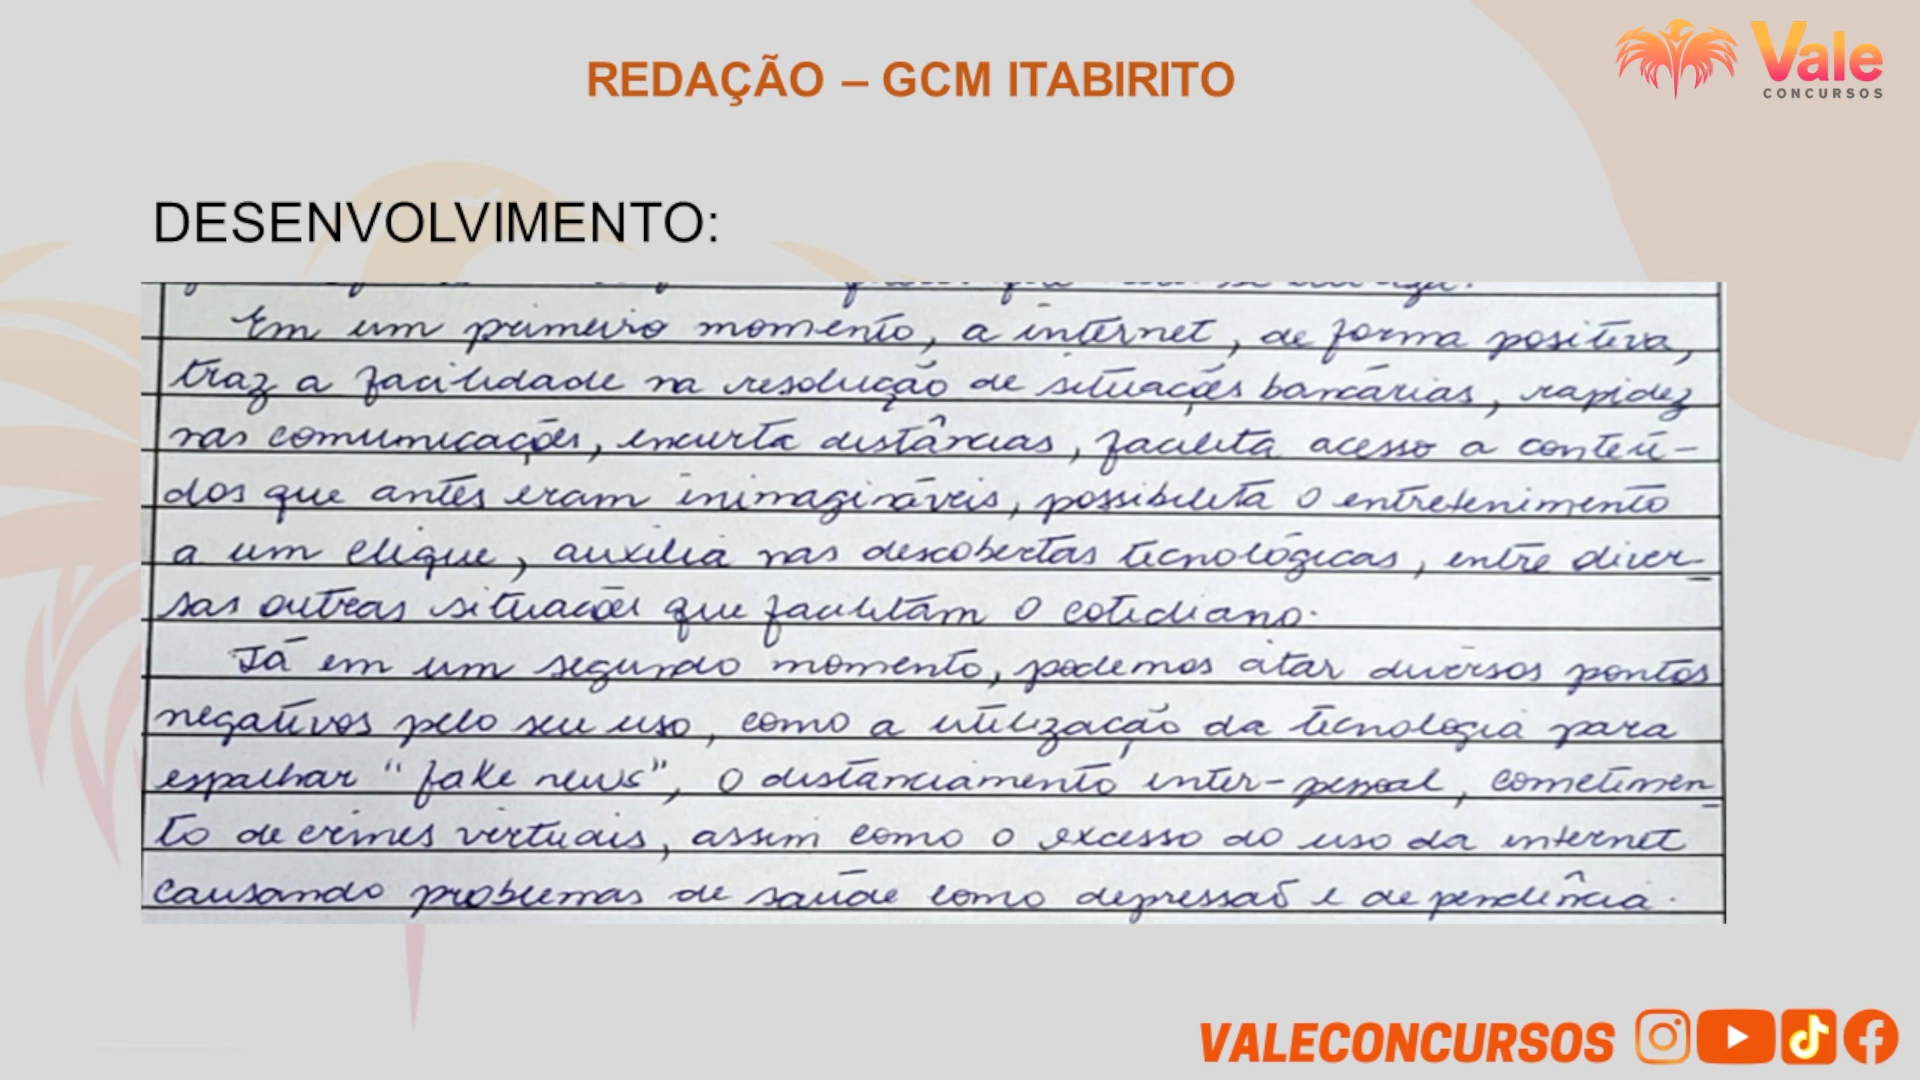 REDAÇÃO – GCM ITABIRITO
Vale
CONCURSOS
DESENVOLVIMENTO:
Em um primeiro momento, a internet, de forma positiva,
traz a facilidade na resolução de situações bancárias, rapidez
nas comunicações, encurta distâncias, facilita acesso a conteú-
dos que antes eram inimagináveis, possibilita o entretenimento
a um clique, auxilia nas descobertas tecnológicas, entre diver-
sas outras situações que facilitam o cotidiano.
Já em um segundo momento, podemos citar diversos pontos
negativos pelo seu uso, como a utilização da tecnologia para
espalhar "fake news", o distanciamento inter-pessoal, cometimen-
to de crimes virtuais, assim como o excesso do uso da internet
causando problemas de saúde como depressão e dependência.
VALECONCURSOS